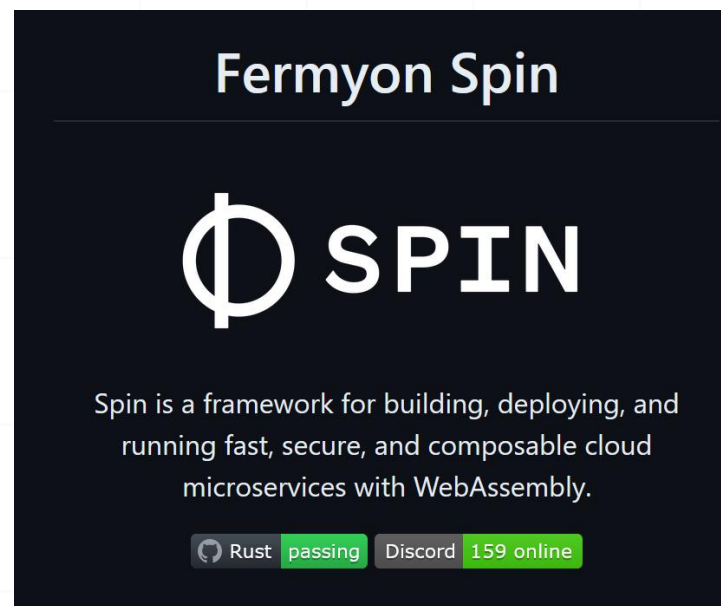 Fermyon Spin
SPIN
Spin is a framework for building, deploying, and
running fast, secure, and composable cloud
microservices with WebAssembly.
Rust passing Discord 159 online